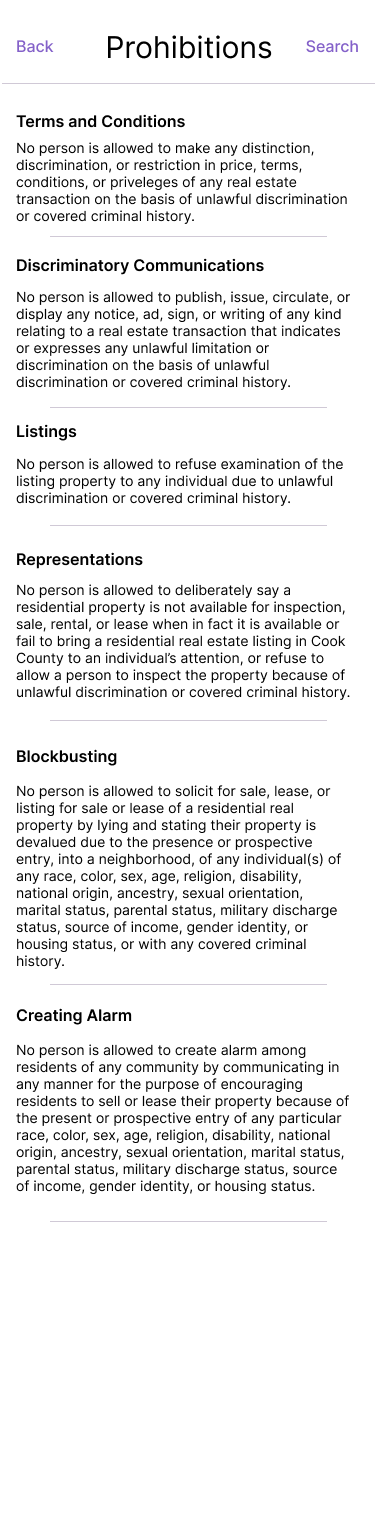 Back Prohibitions Search
Terms and Conditions
No person is allowed to make any distinction,
discrimination, or restriction in price, terms,
conditions, or priveleges of any real estate
transaction on the basis of unlawful discrimination
or covered criminal history.
Discriminatory Communications
No person is allowed to publish, issue, circulate, or
display any notice, ad, sign, or writing of any kind
relating to a real estate transaction that indicates
or expresses any unlawful limitation or
discrimination on the basis of unlawful
discrimination or covered criminal history.
Listings
No person is allowed to refuse examination of the
listing property to any individual due to unlawful
discrimination or covered criminal history.
Representations
No person is allowed to deliberately say a
residential property is not available for inspection,
sale, rental, or lease when in fact it is available or
fail to bring a residential real estate listing in Cook
County to an individual’s attention, or refuse to
allow a person to inspect the property because of
unlawful discrimination or covered criminal history.
Blockbusting
No person is allowed to solicit for sale, lease, or
listing for sale or lease of a residential real
property by lying and stating their property is
devalued due to the presence or prospective
entry, into a neighborhood, of any individual(s) of
any race, color, sex, age, religion, disability,
national origin, ancestry, sexual orientation,
marital status, parental status, military discharge
status, source of income, gender identity, or
housing status, or with any covered criminal
history.
Creating Alarm
No person is allowed to create alarm among
residents of any community by communicating in
any manner for the purpose of encouraging
residents to sell or lease their property because of
the present or prospective entry of any particular
race, color, sex, age, religion, disability, national
origin, ancestry, sexual orientation, marital status,
parental status, military discharge status, source
of income, gender identity, or housing status.